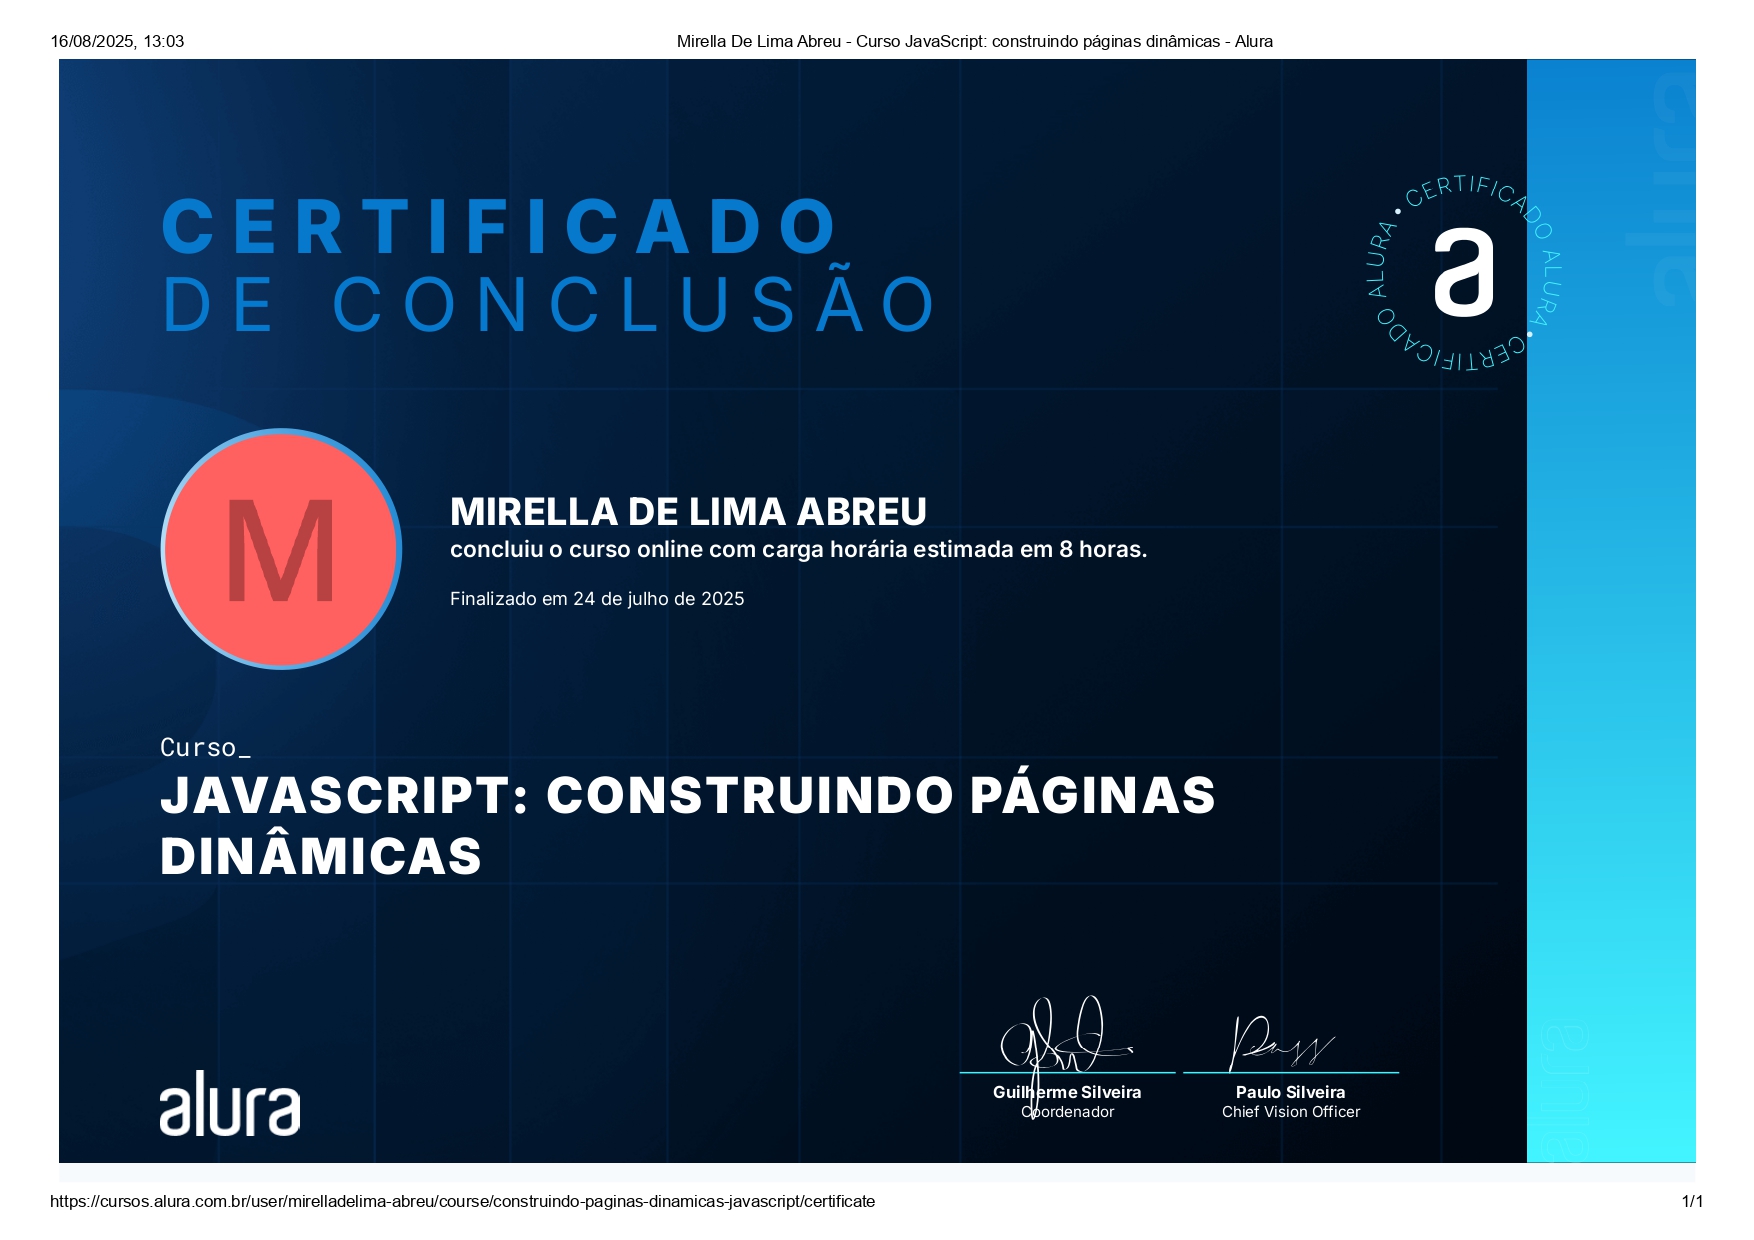 16/08/2025, 13:03
Mirella De Lima Abreu - Curso JavaScript: construindo páginas dinâmicas - Alura
CERTIFICADO
DE CONCLUSÃO
• CERTIFICADO ALURA • CERTIFICADO ALURA
a
alura
M
MIRELLA DE LIMA ABREU
concluiu o curso online com carga horária estimada em 8 horas.
Finalizado em 24 de julho de 2025
Curso_
JAVASCRIPT: CONSTRUINDO PÁGINAS
DINÂMICAS
alura
Guilherme Silveira
Coordenador
Paulo Silveira
Chief Vision Officer
alura
https://cursos.alura.com.br/user/mirelladelima-abreu/course/construindo-paginas-dinamicas-javascript/certificate
1/1